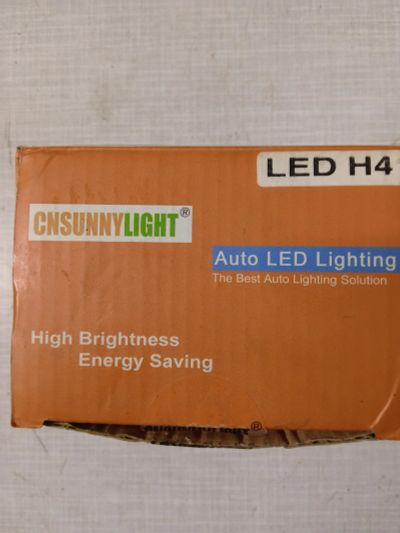 LED H4
CNSUNNYLIGHT®
Auto LED Lighting
The Best Auto Lighting Solution
High Brightness
Energy Saving